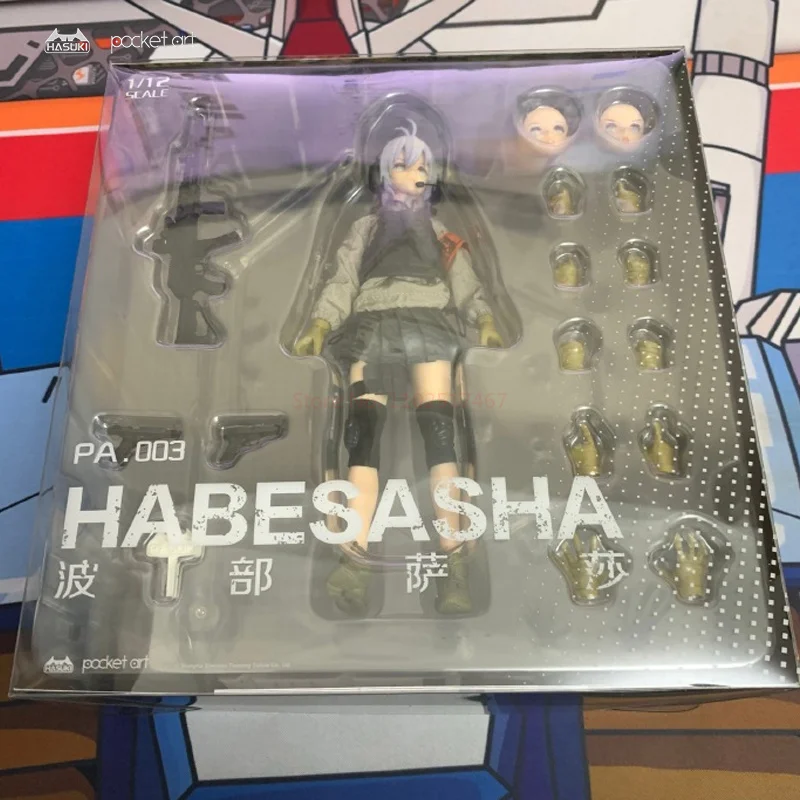 HASUKI pocket art
1/12
SCALE
PA.003
HABESASHA
波部萨莎
HASUKI pocket art